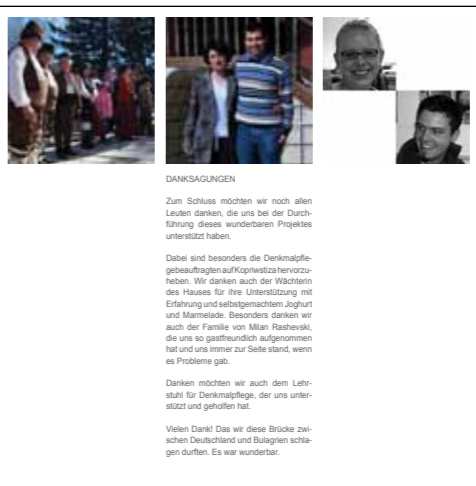 DANKSAGUNGEN
Zum Schluss möchten wir noch allen
Leuten danken, die uns bei der Durch-
führung dieses wunderbaren Projektes
unterstützt haben.
Dabei sind besonders die Denkmalpfle-
gebeauftragten auf Kopriwstiza hervorzu-
heben. Wir danken auch der Wächterin
des Hauses für ihre Unterstützung mit
Erfahrung und selbstgemachtem Joghurt
und Marmelade. Besonders danken wir
auch der Familie von Milan Rashevski,
die uns so gastfreundlich aufgenommen
hat und uns immer zur Seite stand, wenn
es Probleme gab.
Danken möchten wir auch dem Lehr-
stuhl für Denkmalpflege, der uns unter-
stützt und geholfen hat.
Vielen Dank! Das wir diese Brücke zwi-
schen Deutschland und Bulagrien schla-
gen durften. Es war wunderbar.